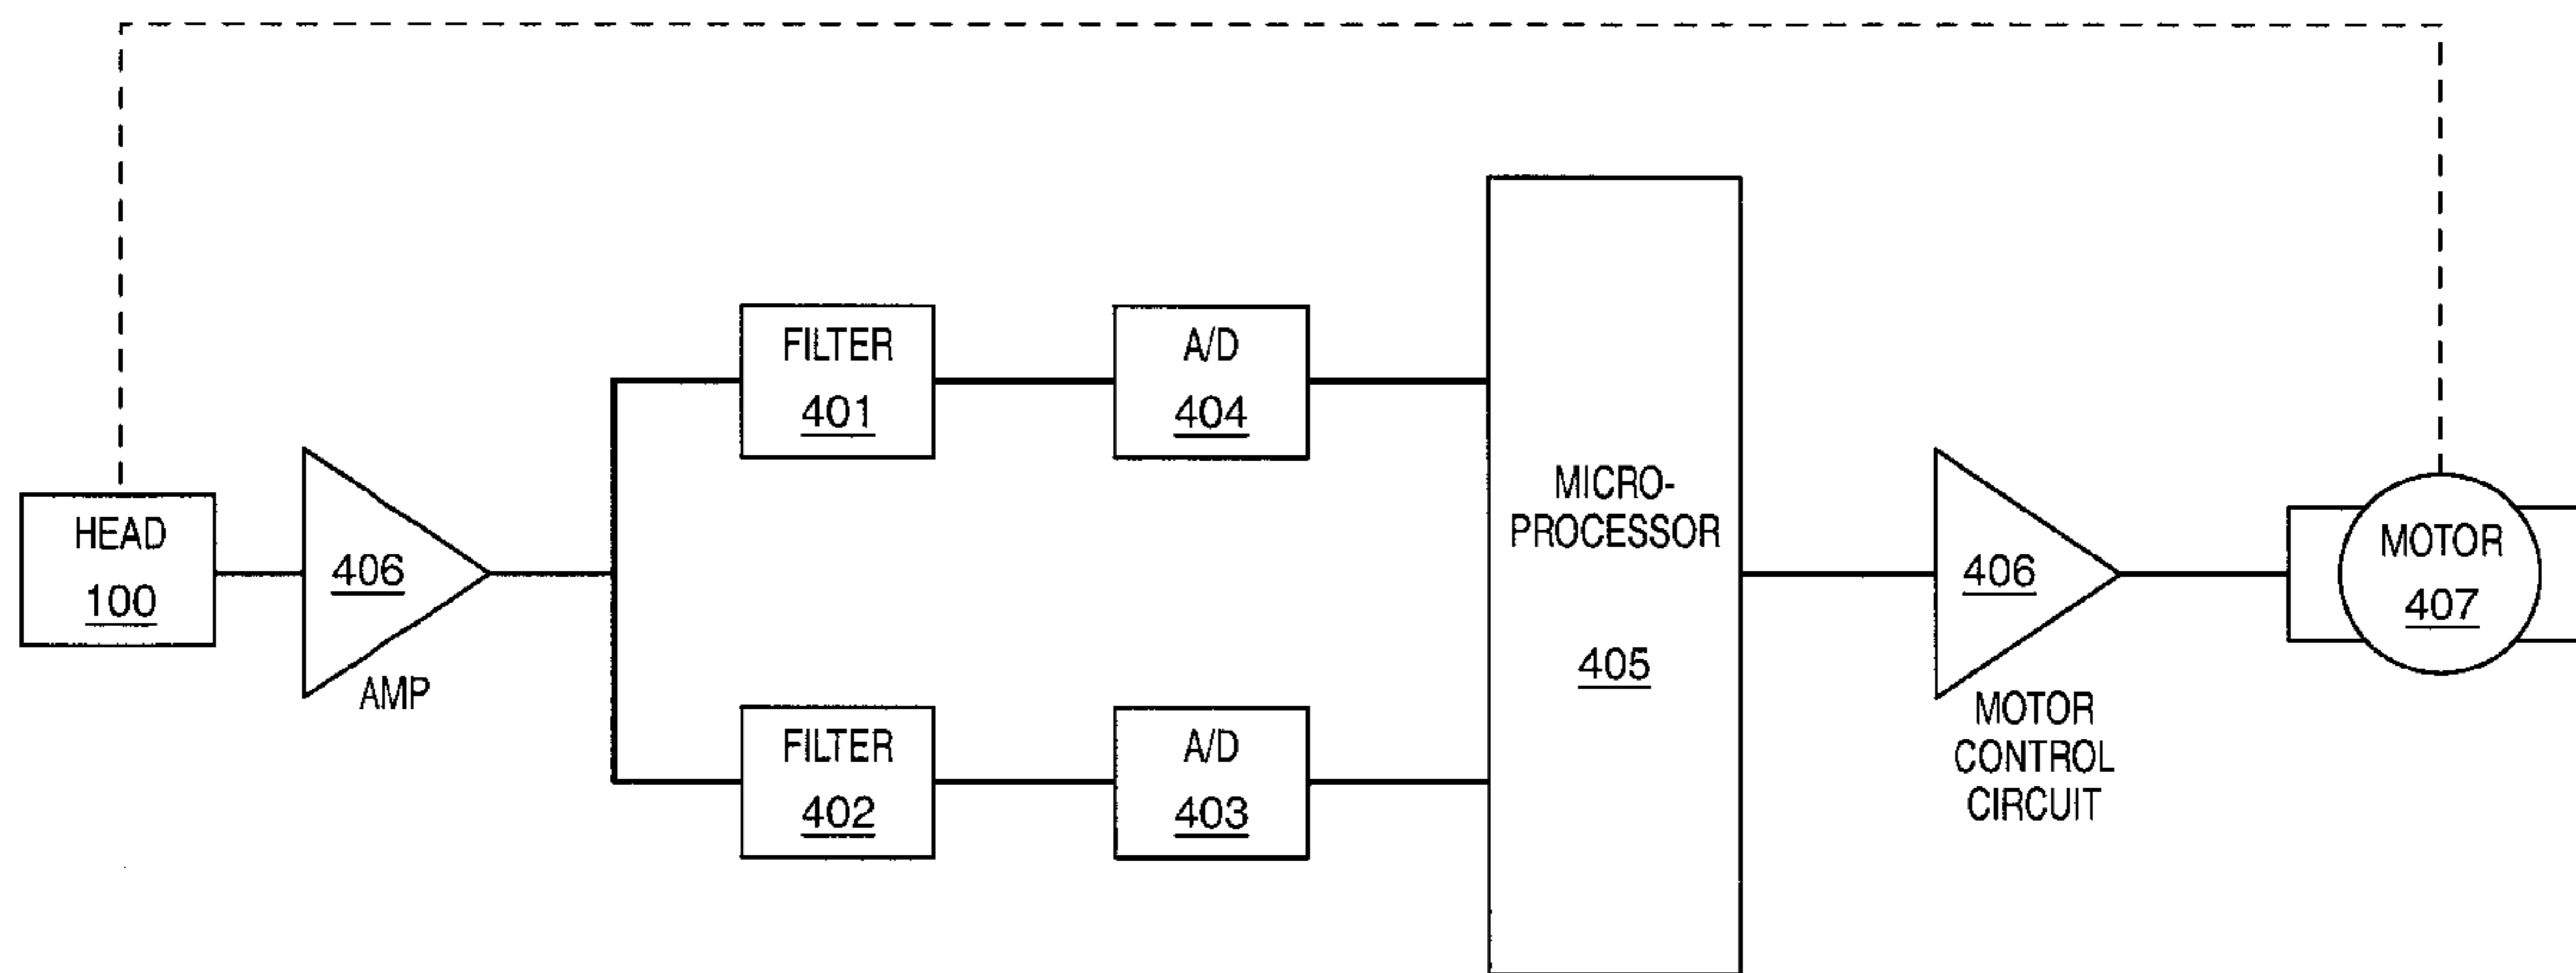 HEAD
100
406
AMP
FILTER
401
A/D
404
FILTER
402
A/D
403
MICRO-
PROCESSOR
405
406
MOTOR
CONTROL
CIRCUIT
MOTOR
407